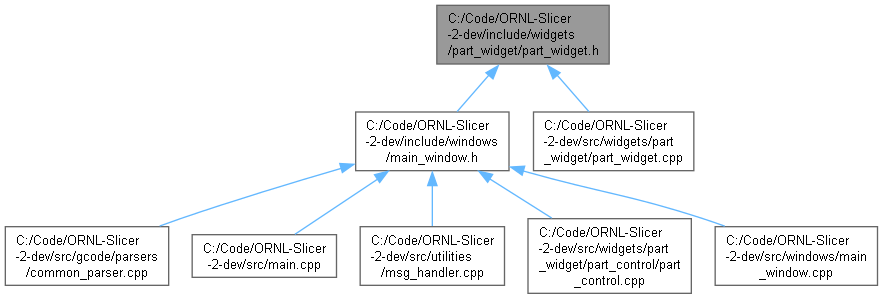 C:/Code/ORNL-Slicer
-2-dev/include/widgets
/part_widget/part_widget.h
C:/Code/ORNL-Slicer
-2-dev/include/windows
/main_window.h
C:/Code/ORNL-Slicer
-2-dev/src/widgets/part
_widget/part_widget.cpp
C:/Code/ORNL-Slicer
-2-dev/src/gcode/parsers
/common_parser.cpp
C:/Code/ORNL-Slicer
-2-dev/src/main.cpp
C:/Code/ORNL-Slicer
-2-dev/src/utilities
/msg_handler.cpp
C:/Code/ORNL-Slicer
-2-dev/src/widgets/part
_widget/part_control/part
_control.cpp
C:/Code/ORNL-Slicer
-2-dev/src/windows/main
_window.cpp